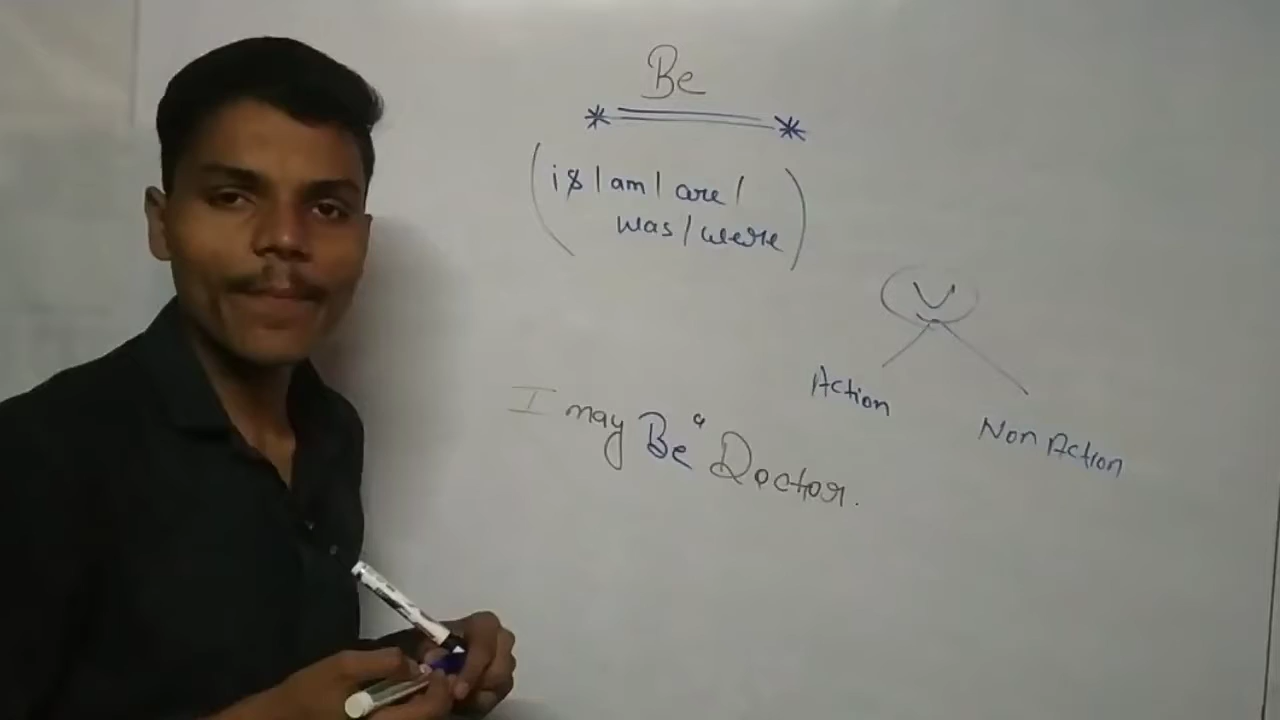 Be
(is / am / are /
was / were)
V
Action
Non Action
I may Be a Doctor.